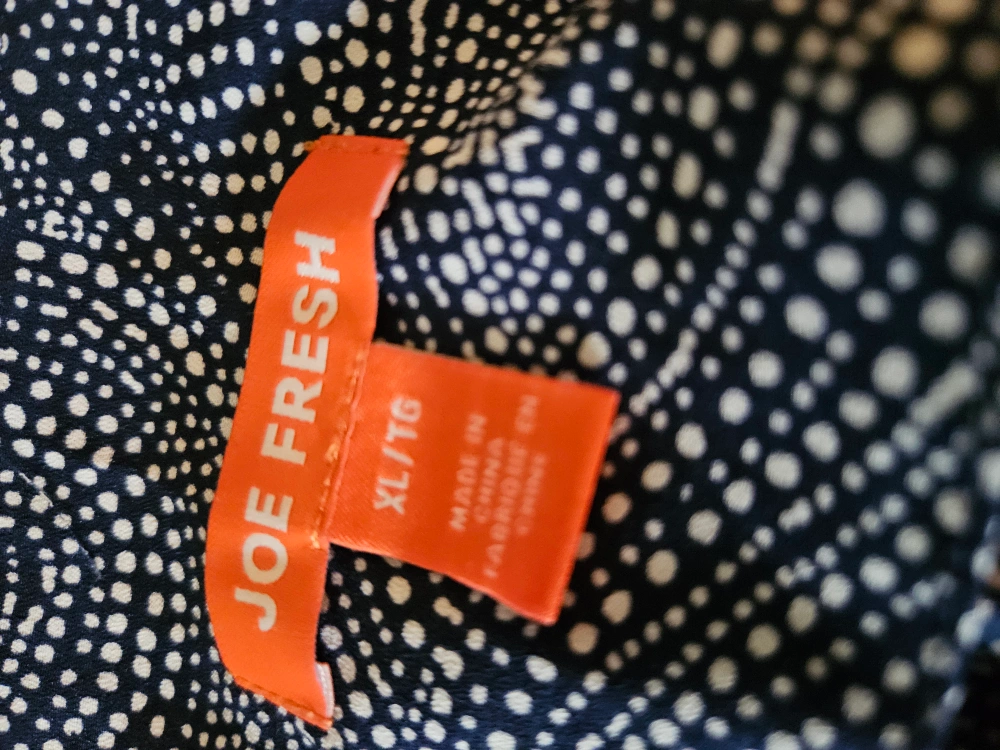 JOE FRESH
XL/TG
MADE IN
CHINA
FABRIQUÉ EN
CHINE